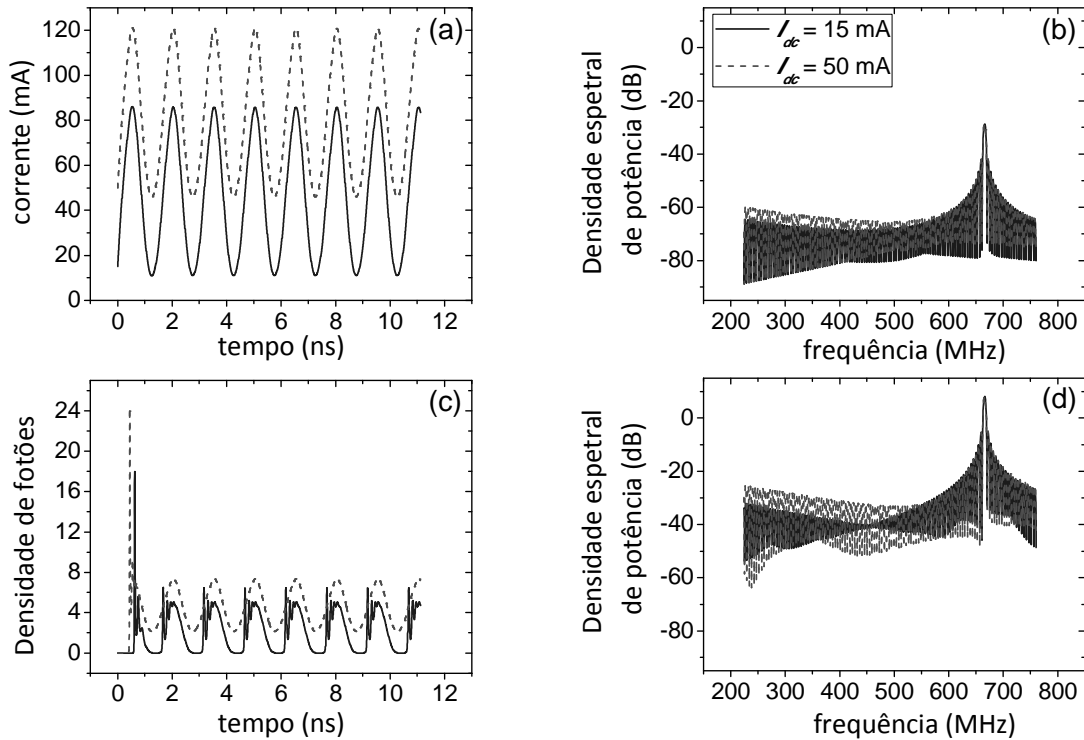 (a)
corrente (mA)
120
100
80
60
40
20
0
0 2 4 6 8 10 12
tempo (ns)
(b)
I_dc = 15 mA
I_dc = 50 mA
Densidade espetral
de potência (dB)
0
-20
-40
-60
-80
200 300 400 500 600 700 800
frequência (MHz)
(c)
Densidade de fotões
24
20
16
12
8
4
0
0 2 4 6 8 10 12
tempo (ns)
(d)
Densidade espetral
de potência (dB)
0
-20
-40
-60
-80
200 300 400 500 600 700 800
frequência (MHz)